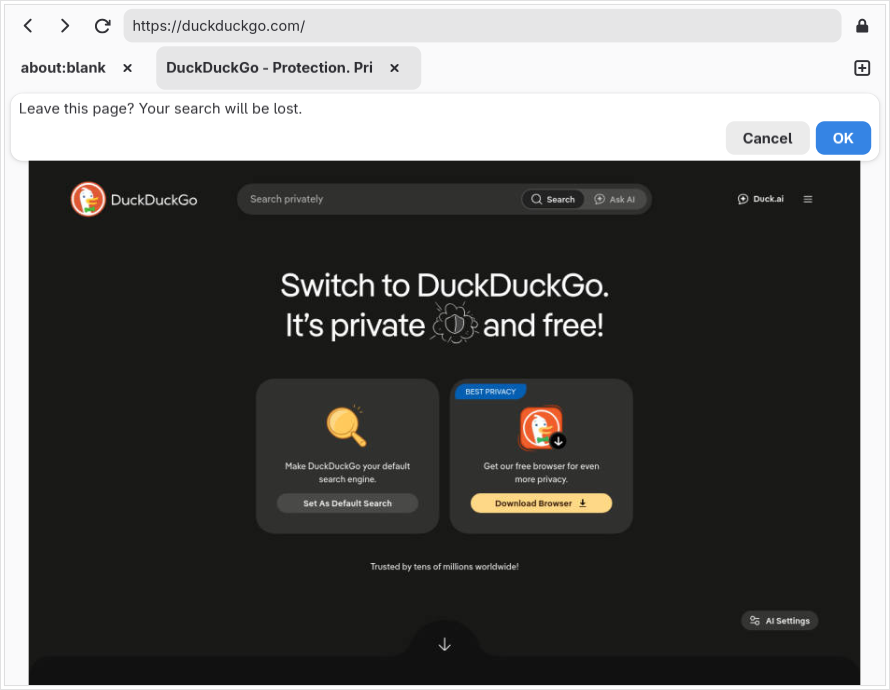 https://duckduckgo.com/
about:blank
DuckDuckGo - Protection. Pri
Leave this page? Your search will be lost.
Cancel
OK
DuckDuckGo
Search privately
Search
Ask AI
Duck.ai
Switch to DuckDuckGo.
It's private and free!
Make DuckDuckGo your default
search engine.
Set As Default Search
BEST PRIVACY
Get our free browser for even
more privacy.
Download Browser
Trusted by tens of millions worldwide!
AI Settings